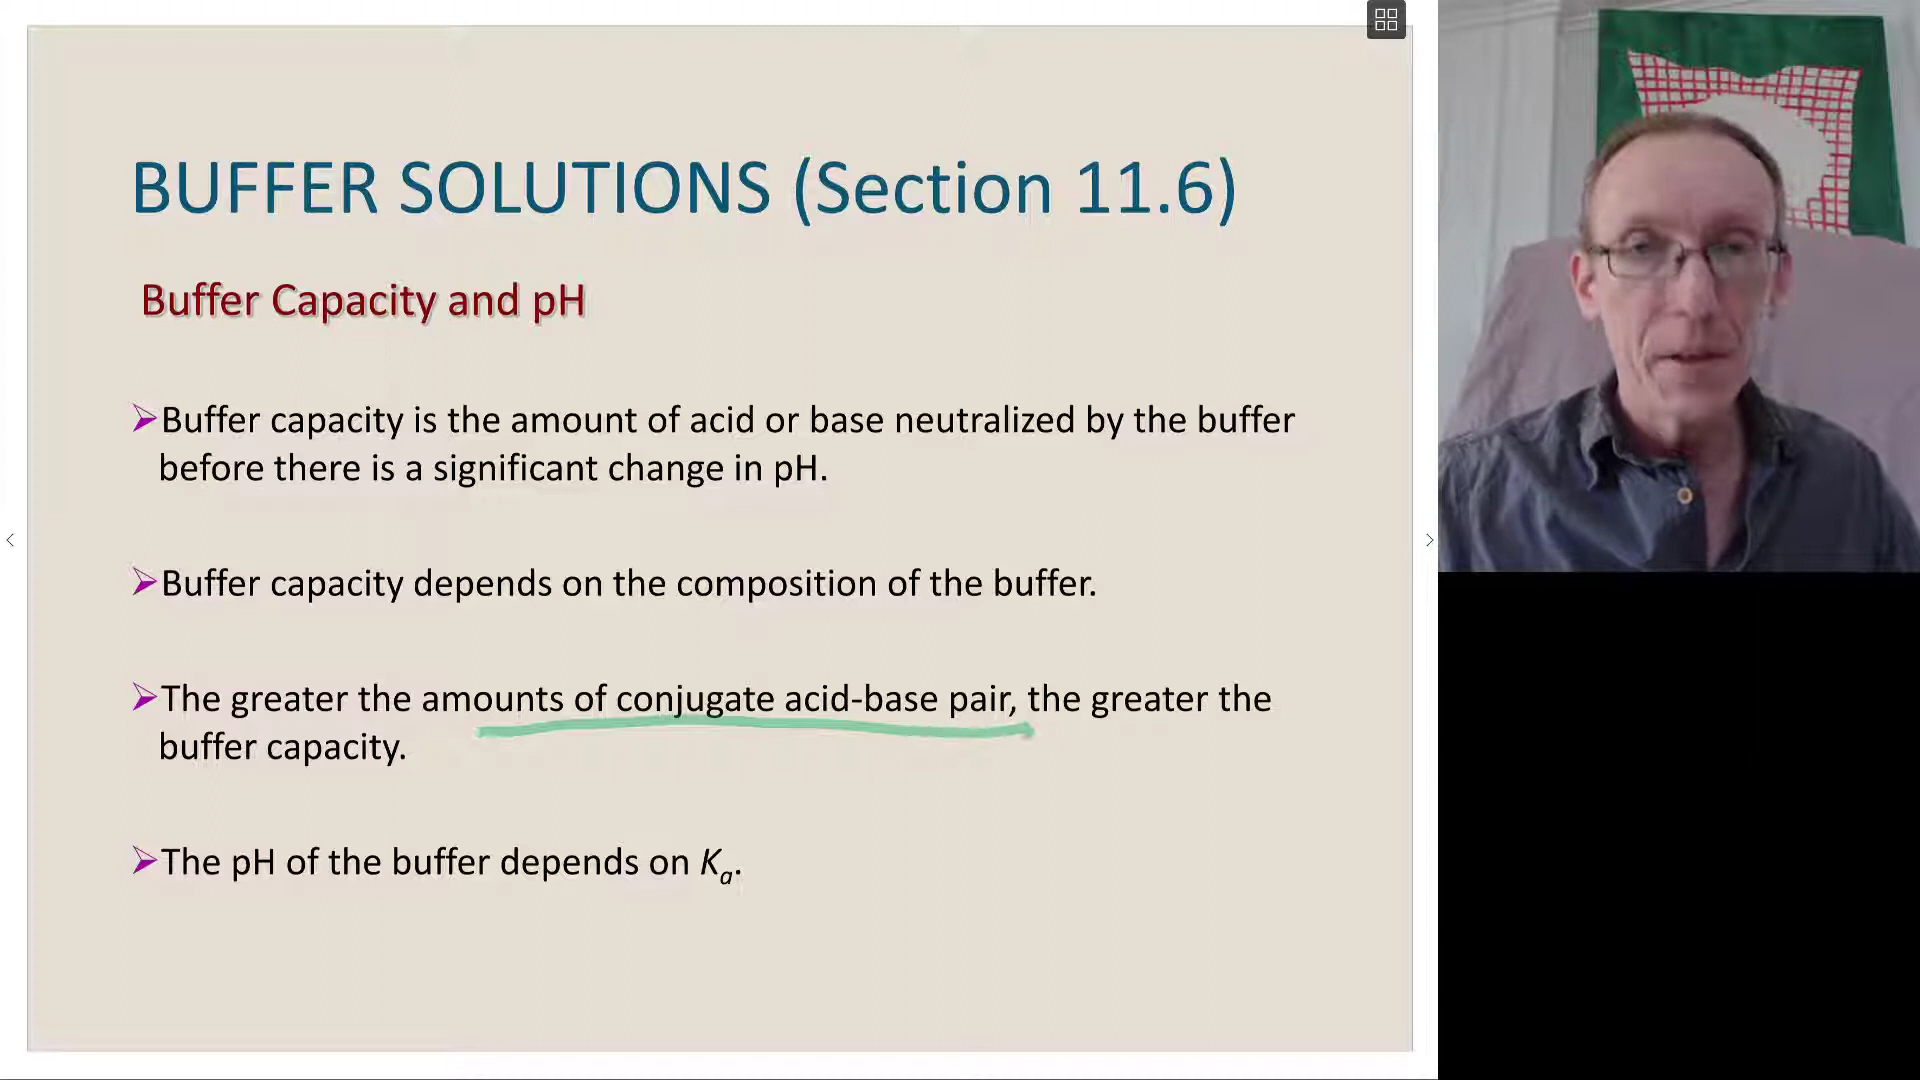 BUFFER SOLUTIONS (Section 11.6)
Buffer Capacity and pH
➢Buffer capacity is the amount of acid or base neutralized by the buffer
before there is a significant change in pH.
➢Buffer capacity depends on the composition of the buffer.
➢The greater the amounts of conjugate acid-base pair, the greater the
buffer capacity.
➢The pH of the buffer depends on Kₐ.